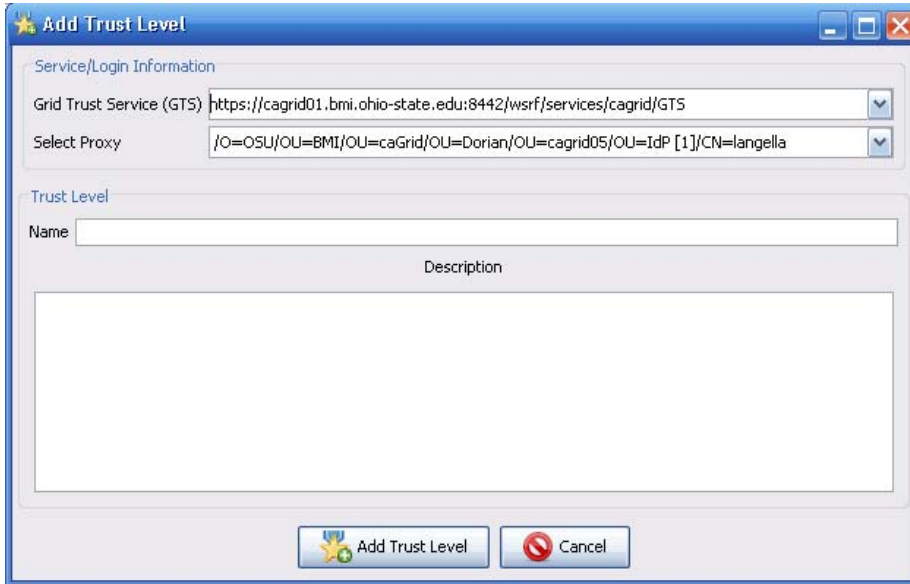 Add Trust Level
Service/Login Information
Grid Trust Service (GTS) https://cagrid01.bmi.ohio-state.edu:8442/wsrf/services/cagrid/GTS
Select Proxy /O=OSU/OU=BMI/OU=caGrid/OU=Dorian/OU=cagrid05/OU=IdP [1]/CN=langella
Trust Level
Name
Description
Add Trust Level Cancel